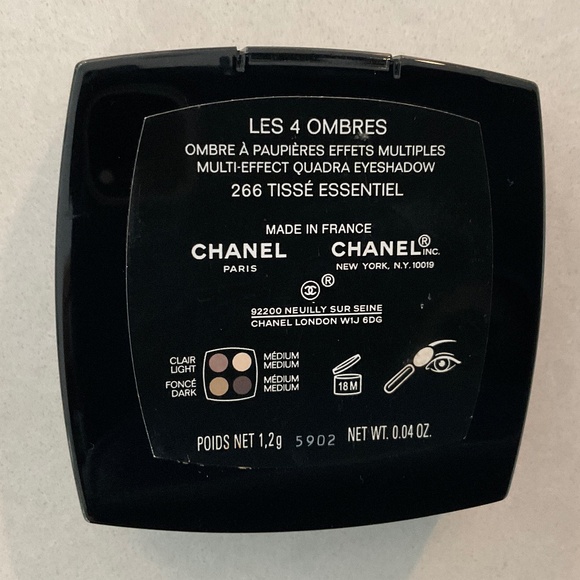 LES 4 OMBRES
OMBRE À PAUPIÈRES EFFETS MULTIPLES
MULTI-EFFECT QUADRA EYESHADOW
266 TISSÉ ESSENTIEL
MADE IN FRANCE
CHANEL CHANEL® INC.
PARIS NEW YORK, N.Y. 10019
®
92200 NEUILLY SUR SEINE
CHANEL LONDON W1J 6DG
CLAIR MÉDIUM
LIGHT MEDIUM
FONCÉ MÉDIUM
DARK MEDIUM
18 M
POIDS NET 1,2g 5902 NET WT. 0.04 OZ.